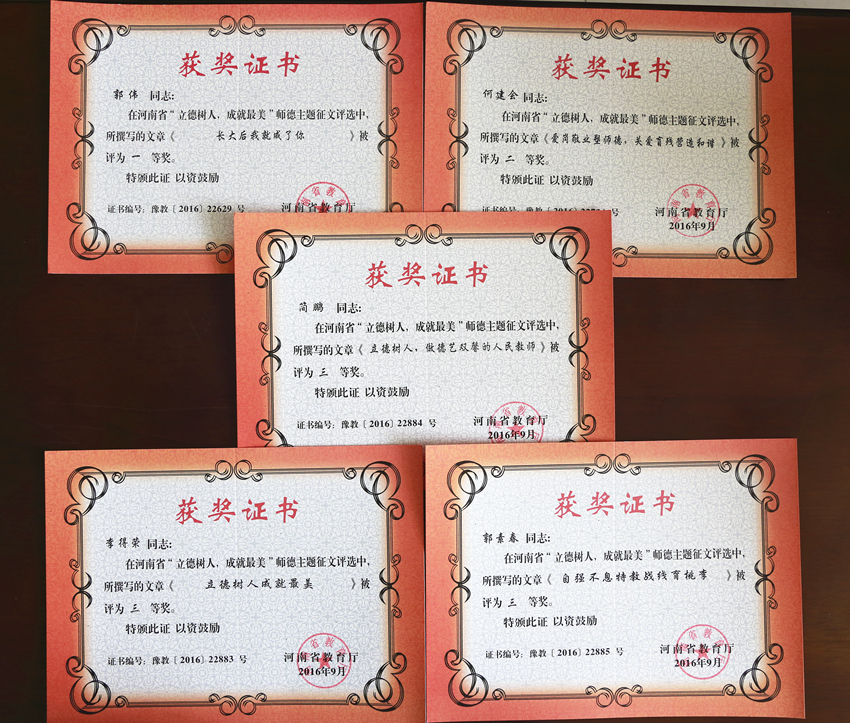 获奖证书
郭伟 同志：
在河南省“立德树人，成就最美”师德主题征文评选中，
所撰写的文章《 长大后我就成了你 》被
评为 一 等奖。
特颁此证 以资鼓励
证书编号：豫教〔2016〕22629 号
河南省教育厅
获奖证书
何建会 同志：
在河南省“立德树人，成就最美”师德主题征文评选中，
所撰写的文章《爱岗敬业塑师德，关爱育残营造和谐》被
评为 二 等奖。
特颁此证 以资鼓励
证书编号：豫教〔2016〕 号
河南省教育厅
2016年9月
获奖证书
简鹏 同志：
在河南省“立德树人，成就最美”师德主题征文评选中，
所撰写的文章《立德树人，做德艺双馨的人民教师》被
评为 三 等奖。
特颁此证 以资鼓励
证书编号：豫教〔2016〕22884 号
河南省教育厅
2016年9月
获奖证书
李得荣 同志：
在河南省“立德树人，成就最美”师德主题征文评选中，
所撰写的文章《 立德树人成就最美 》被
评为 三 等奖。
特颁此证 以资鼓励
证书编号：豫教〔2016〕22883 号
河南省教育厅
2016年9月
获奖证书
郭素春 同志：
在河南省“立德树人，成就最美”师德主题征文评选中，
所撰写的文章《 自强不息特教战线育桃李 》被
评为 三 等奖。
特颁此证 以资鼓励
证书编号：豫教〔2016〕22885 号
河南省教育厅
2016年9月